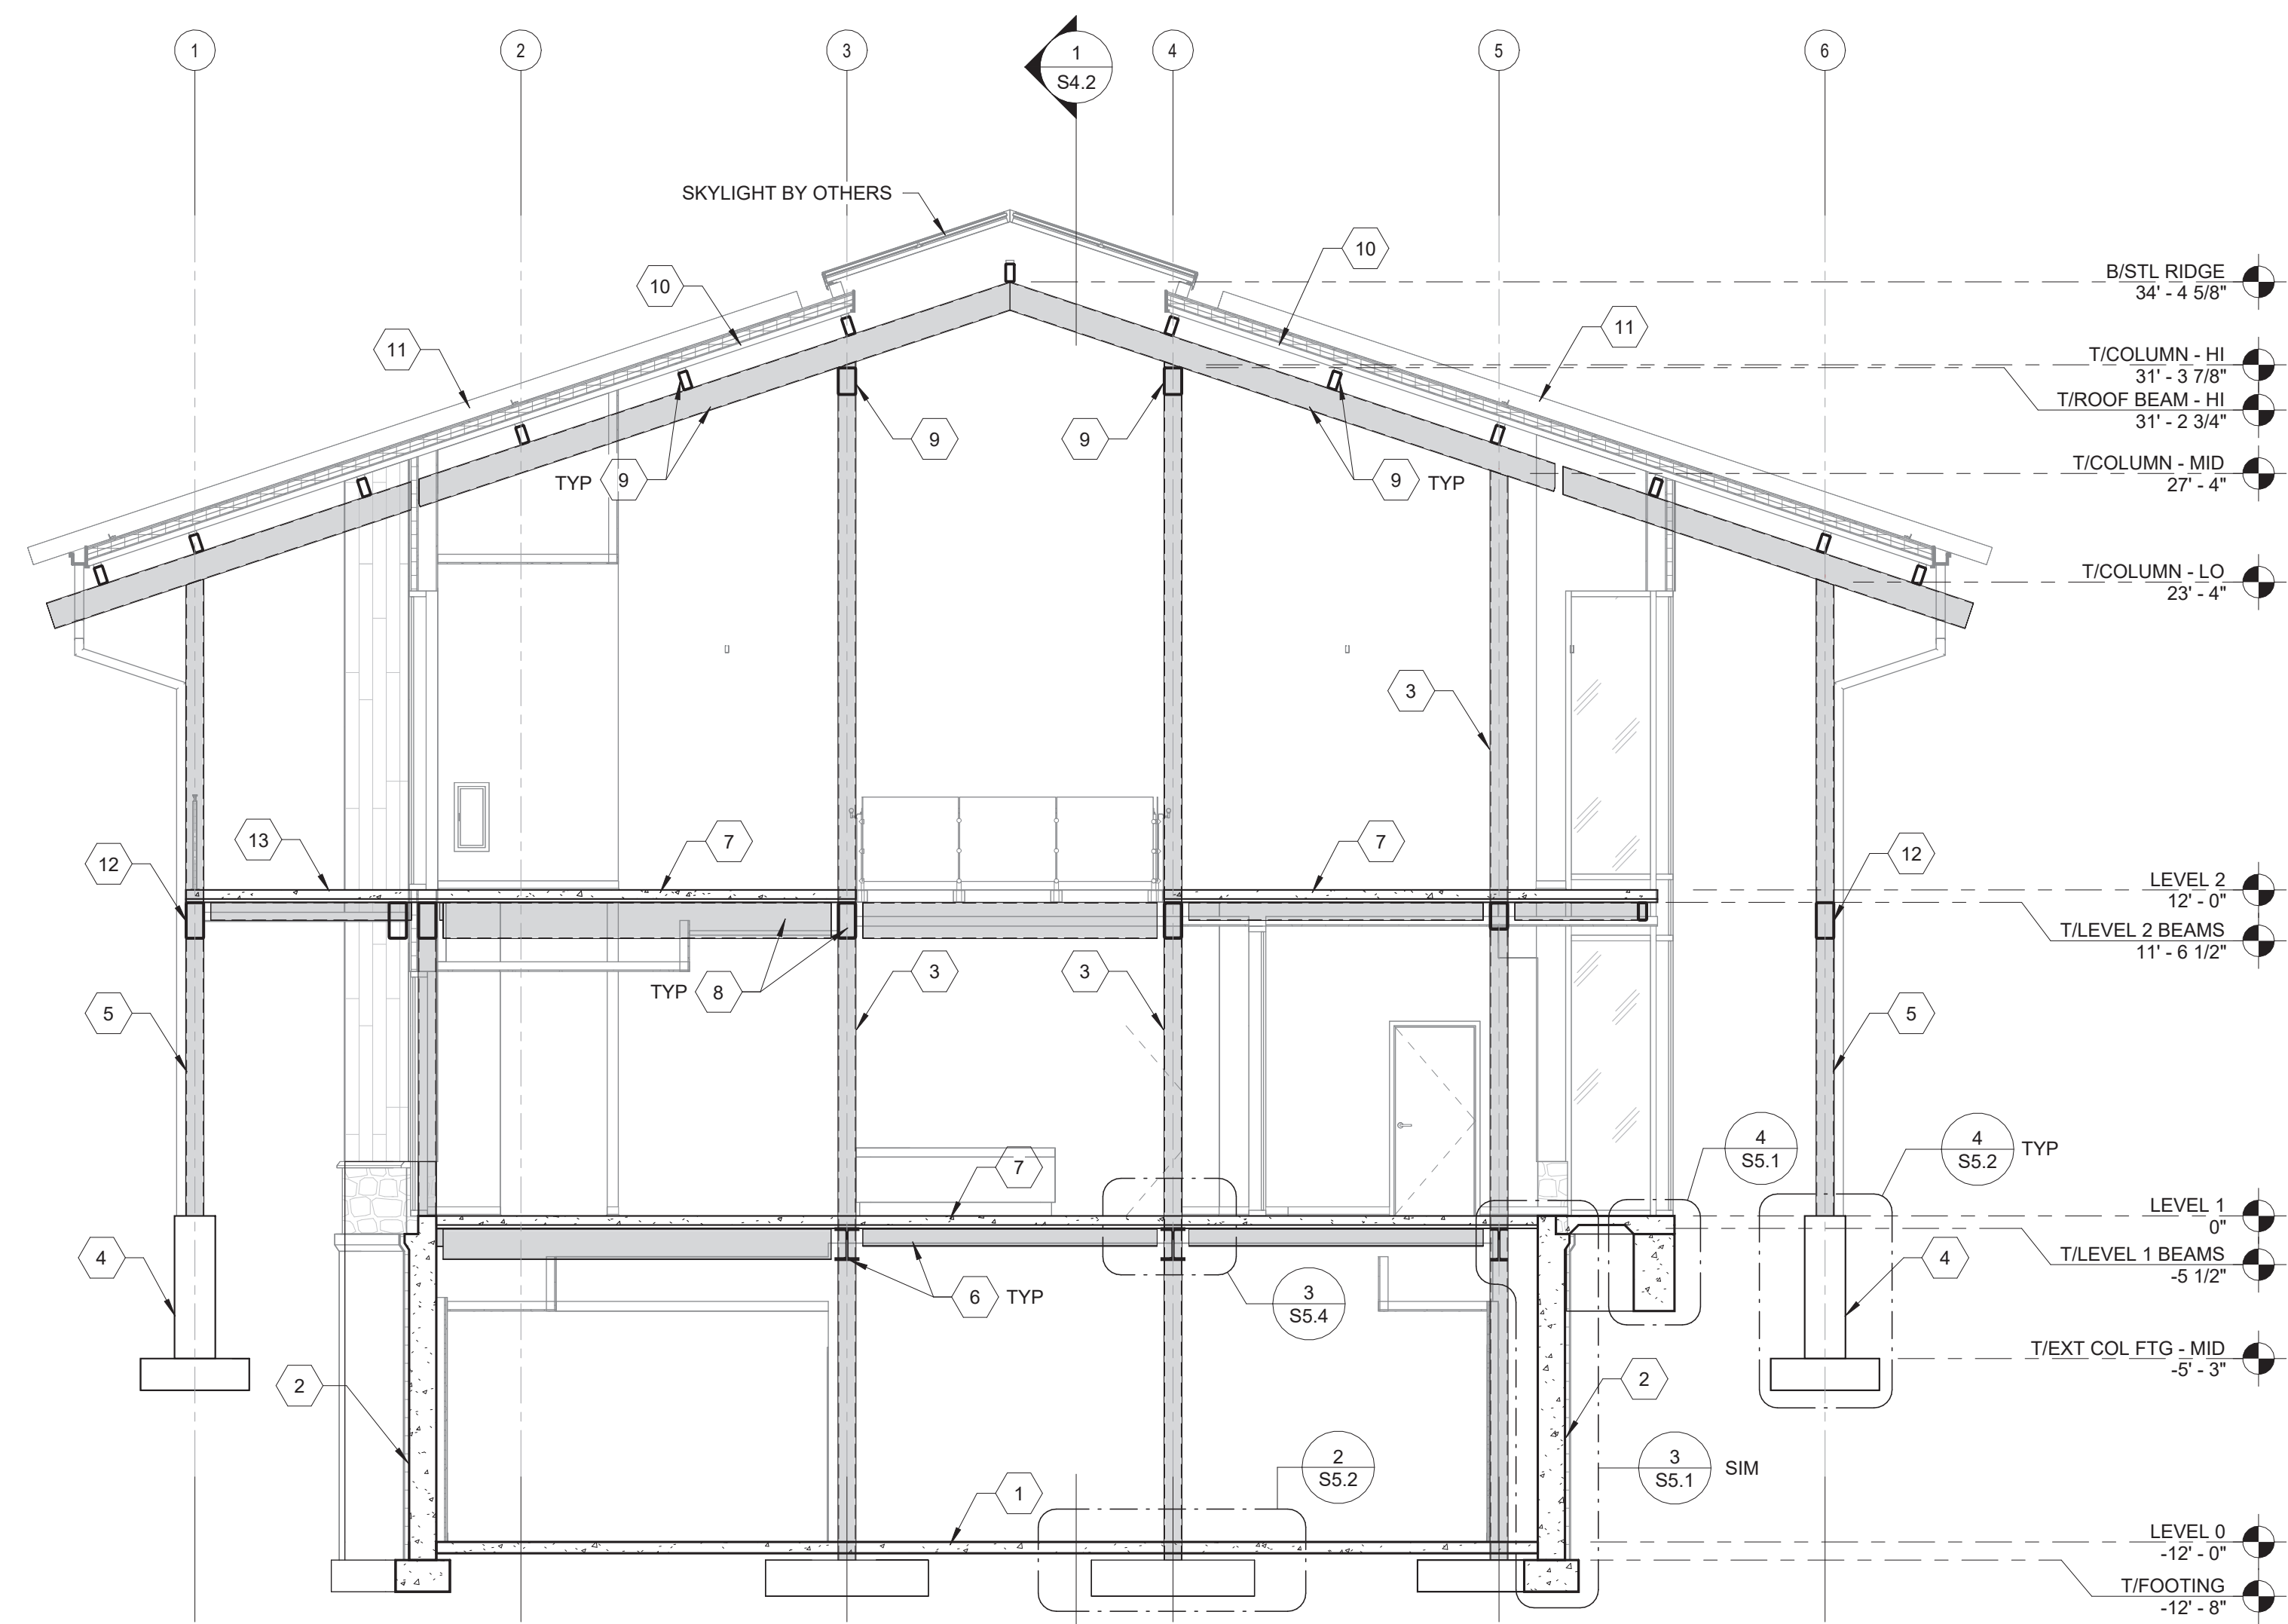 1
2
3
1
S4.2
4
5
6
SKYLIGHT BY OTHERS
10
10
11
11
9
9
TYP 9
9 TYP
3
B/STL RIDGE
34' - 4 5/8"
T/COLUMN - HI
31' - 3 7/8"
T/ROOF BEAM - HI
31' - 2 3/4"
T/COLUMN - MID
27' - 4"
T/COLUMN - LO
23' - 4"
12
13
7
7
12
LEVEL 2
12' - 0"
T/LEVEL 2 BEAMS
11' - 6 1/2"
TYP 8
3
3
5
5
4
S5.1
4
S5.2
TYP
7
LEVEL 1
0"
T/LEVEL 1 BEAMS
-5 1/2"
4
4
6 TYP
3
S5.4
T/EXT COL FTG - MID
-5' - 3"
2
2
2
S5.2
3
S5.1
SIM
1
LEVEL 0
-12' - 0"
T/FOOTING
-12' - 8"